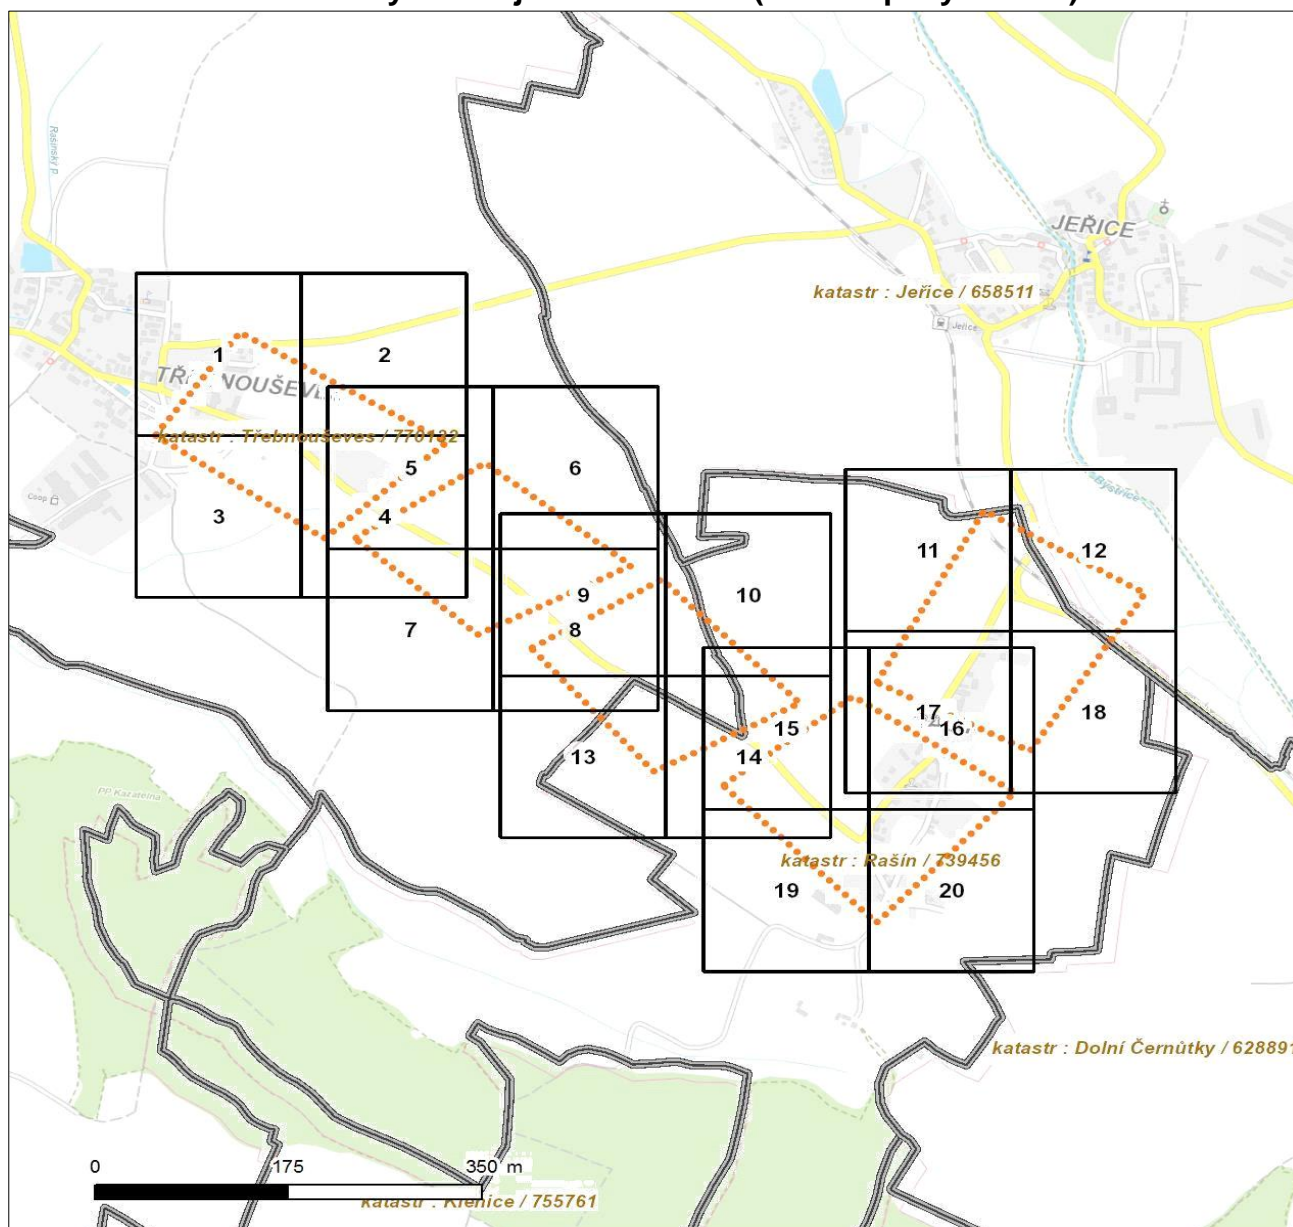 Rašínský p.
JEŘICE
katastr : Jeřice / 658511
Jeřice
1
2
katastr : Třebnouševes / 770132
Coop
5
6
3
4
Bystřice
11
12
9
10
7
8
17
18
15
16
13
14
PP Kazatelna
katastr : Rašín / 739456
19
20
katastr : Dolní Černůtky / 628891
0
175
350 m
katastr : Klenice / 755761